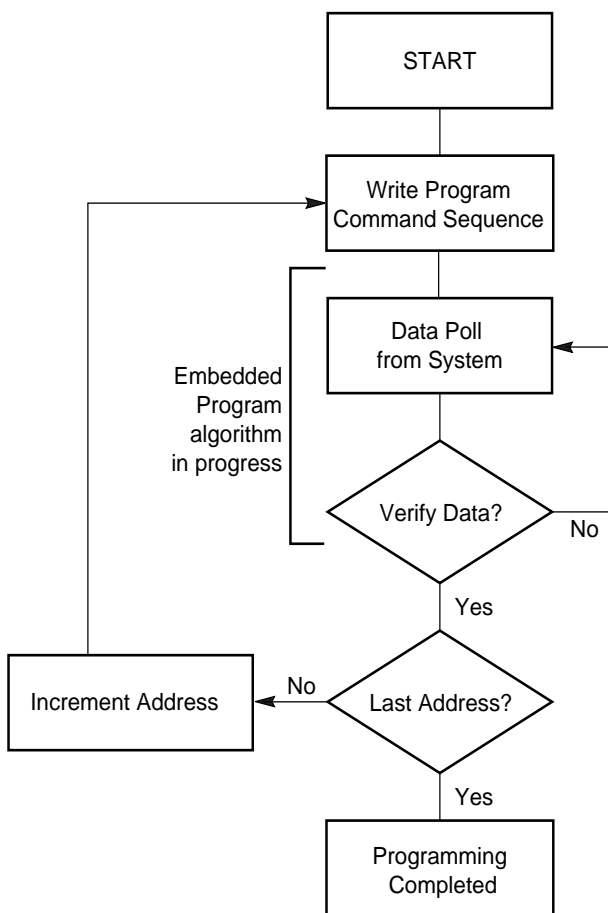 START
Write Program
Command Sequence
Data Poll
from System
Embedded
Program
algorithm
in progress
Verify Data?
No
Yes
Increment Address
No
Last Address?
Yes
Programming
Completed